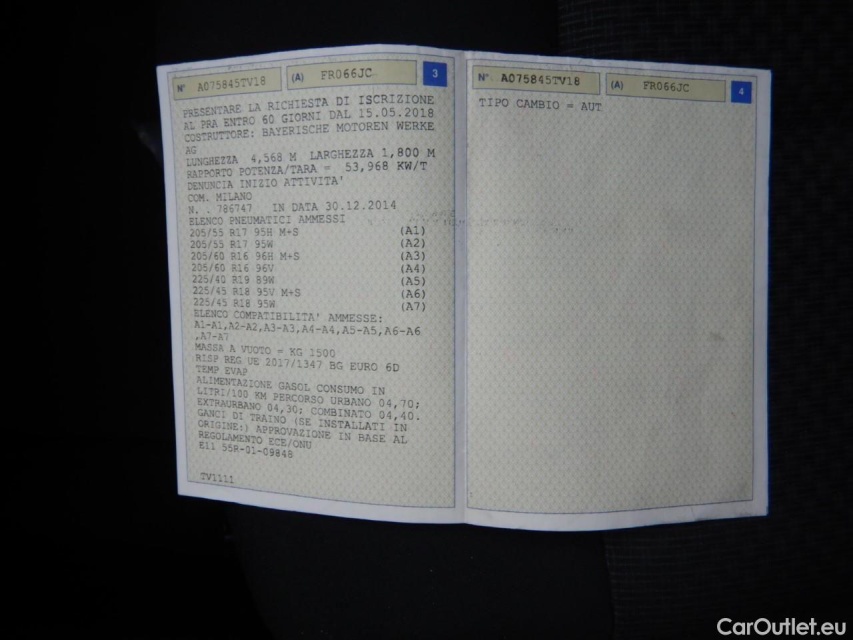 N° A075845TV18 (A) FR066JC 3
PRESENTARE LA RICHIESTA DI ISCRIZIONE
AL PRA ENTRO 60 GIORNI DAL 15.05.2018
COSTRUTTORE: BAYERISCHE MOTOREN WERKE
AG
LUNGHEZZA 4,568 M LARGHEZZA 1,800 M
RAPPORTO POTENZA/TARA = 53,968 KW/T
DENUNCIA INIZIO ATTIVITA'
COM. MILANO
N. . 786747 IN DATA 30.12.2014
ELENCO PNEUMATICI AMMESSI
205/55 R17 95H M+S (A1)
205/55 R17 95W (A2)
205/60 R16 96H M+S (A3)
205/60 R16 96V (A4)
225/40 R19 89W (A5)
225/45 R18 95V M+S (A6)
225/45 R18 95W (A7)
ELENCO COMPATIBILITA' AMMESSE:
A1-A1,A2-A2,A3-A3,A4-A4,A5-A5,A6-A6
,A7-A7
MASSA A VUOTO = KG 1500
RISP REG UE 2017/1347 BG EURO 6D
TEMP EVAP
ALIMENTAZIONE GASOL CONSUMO IN
LITRI/100 KM PERCORSO URBANO 04,70;
EXTRAURBANO 04,30; COMBINATO 04,40.
GANCI DI TRAINO (SE INSTALLATI IN
ORIGINE:) APPROVAZIONE IN BASE AL
REGOLAMENTO ECE/ONU
E11 55R-01-09848
TV1111
N° A075845TV18 (A) FR066JC 4
TIPO CAMBIO = AUT
CarOutlet.eu